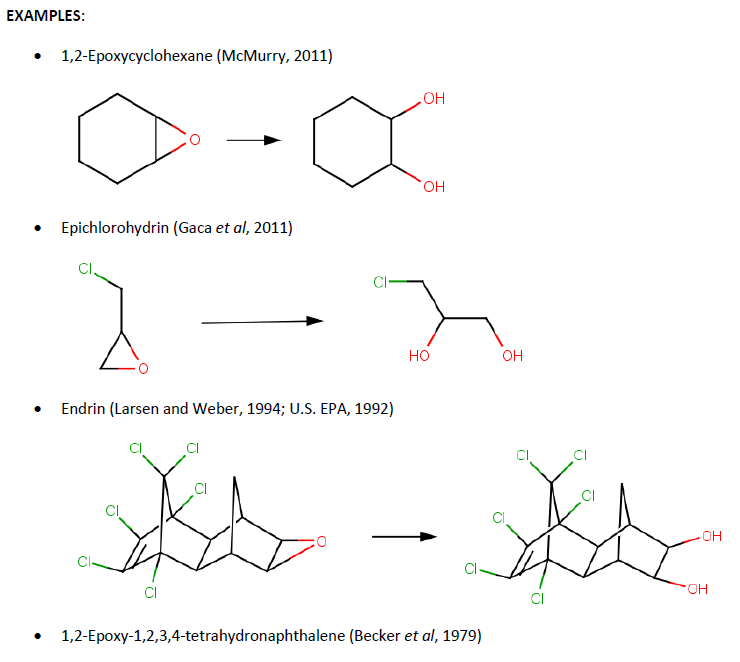 EXAMPLES:
• 1,2-Epoxycyclohexane (McMurry, 2011)
O
OH
OH
• Epichlorohydrin (Gaca et al, 2011)
Cl
O
Cl
HO
OH
• Endrin (Larsen and Weber, 1994; U.S. EPA, 1992)
Cl
Cl
Cl
Cl
Cl
Cl
O
Cl
Cl
Cl
Cl
Cl
Cl
OH
OH
• 1,2-Epoxy-1,2,3,4-tetrahydronaphthalene (Becker et al, 1979)